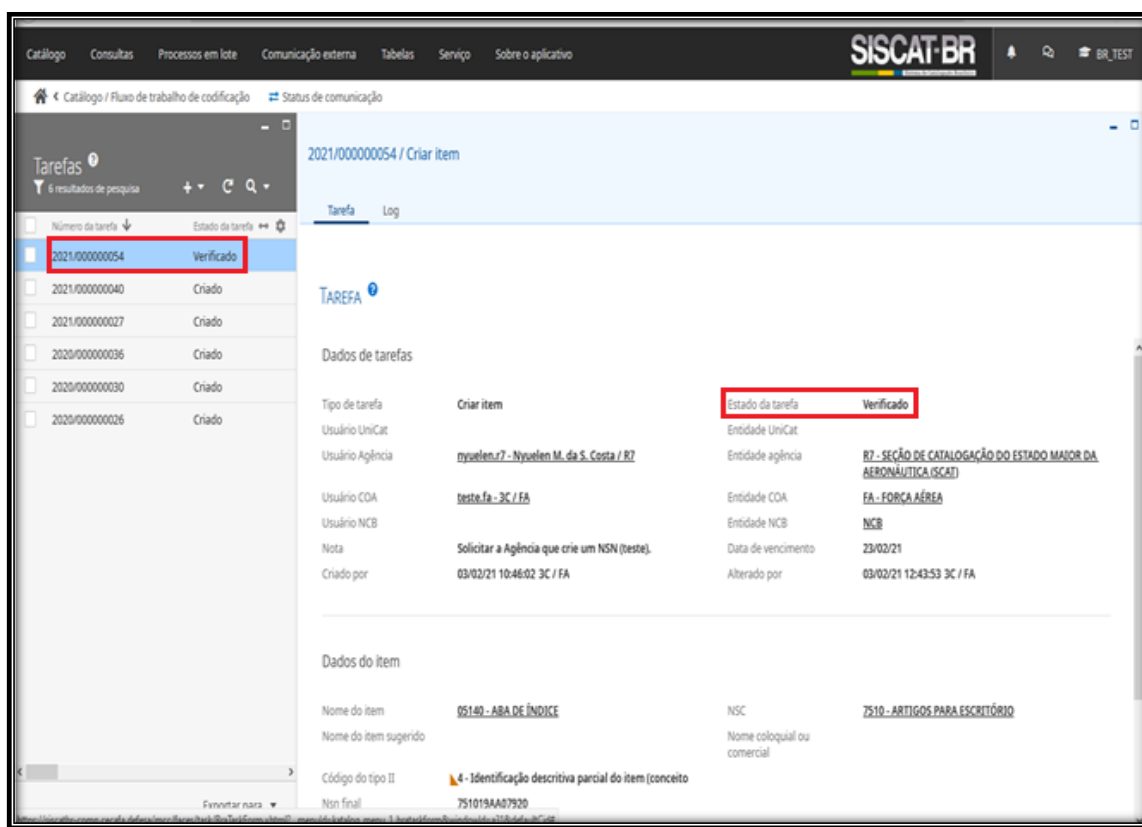 Catálogo Consultas Processos em lote Comunicação externa Tabelas Serviço Sobre o aplicativo SISCAT-BR BR_TEST
Catálogo / Fluxo de trabalho de codificação Status de comunicação
Tarefas
6 resultados de pesquisa
Número da tarefa Estado da tarefa
2021/000000054 Verificado
2021/000000040 Criado
2021/000000027 Criado
2020/000000036 Criado
2020/000000030 Criado
2020/000000026 Criado
Exportar para
2021/000000054 / Criar item
Tarefa Log
TAREFA
Dados de tarefas
Tipo de tarefa Criar item Estado da tarefa Verificado
Usuário UniCat Entidade UniCat
Usuário Agência nyuelen.r7 - Nyuelen M. da S. Costa / R7 Entidade agência R7 - SEÇÃO DE CATALOGAÇÃO DO ESTADO MAIOR DA
AERONÁUTICA (SCAT)
Usuário COA teste.fa - 3C / FA Entidade COA FA - FORÇA AÉREA
Usuário NCB Entidade NCB NCB
Nota Solicitar a Agência que crie um NSN (teste). Data de vencimento 23/02/21
Criado por 03/02/21 10:46:02 3C / FA Alterado por 03/02/21 12:43:53 3C / FA
Dados do item
Nome do item 05140 - ABA DE ÍNDICE NSC 7510 - ARTIGOS PARA ESCRITÓRIO
Nome do item sugerido Nome coloquial ou
comercial
Código do tipo II 4 - Identificação descritiva parcial do item (conceito
Nsn final 751019AA07920